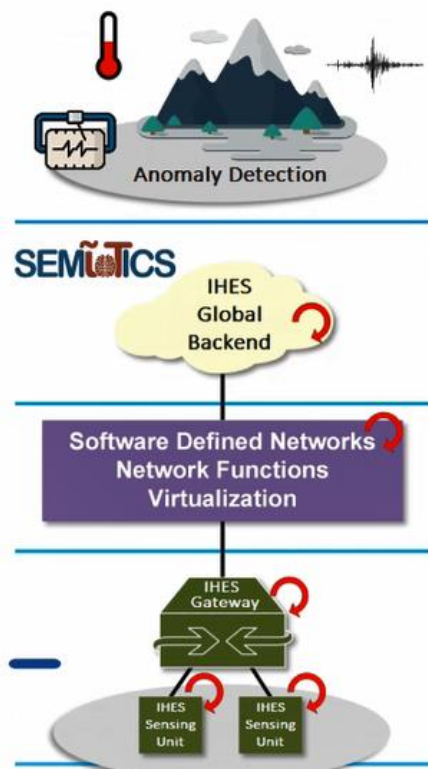 Anomaly Detection
SEMIoTICS
IHES
Global
Backend
Software Defined Networks
Network Functions
Virtualization
IHES
Gateway
IHES
Sensing
Unit
IHES
Sensing
Unit